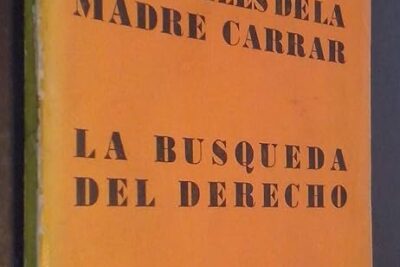 DE LA
MADRE CARRAR
LA BUSQUEDA
DEL DERECHO